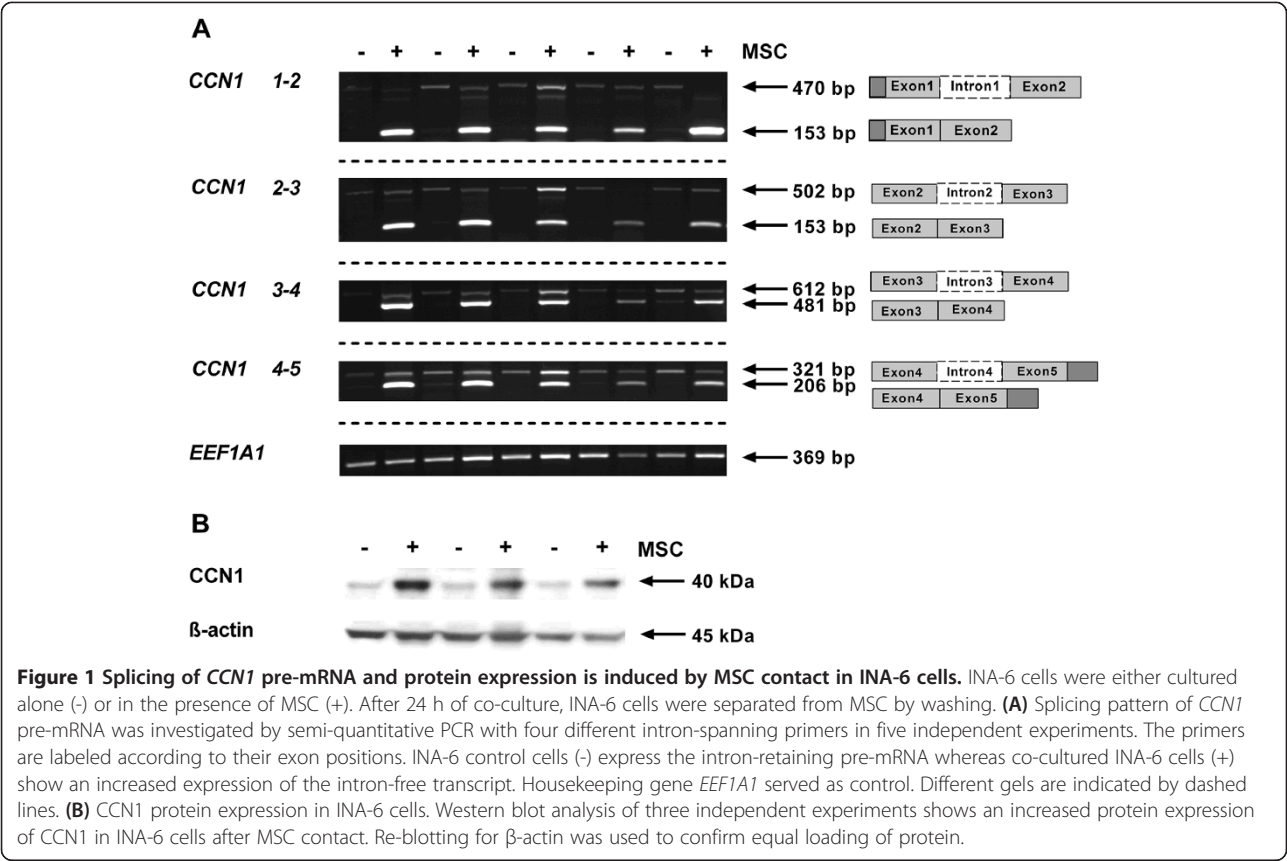 A
- + - + - + - + - + MSC
CCN1 1-2
470 bp
Exon1 Intron1 Exon2
153 bp
Exon1 Exon2
CCN1 2-3
502 bp
Exon2 Intron2 Exon3
153 bp
Exon2 Exon3
CCN1 3-4
612 bp
Exon3 Intron3 Exon4
481 bp
Exon3 Exon4
CCN1 4-5
321 bp
Exon4 Intron4 Exon5
206 bp
Exon4 Exon5
EEF1A1
369 bp
B
- + - + - + MSC
CCN1
40 kDa
ß-actin
45 kDa
Figure 1 Splicing of CCN1 pre-mRNA and protein expression is induced by MSC contact in INA-6 cells. INA-6 cells were either cultured
alone (-) or in the presence of MSC (+). After 24 h of co-culture, INA-6 cells were separated from MSC by washing. (A) Splicing pattern of CCN1
pre-mRNA was investigated by semi-quantitative PCR with four different intron-spanning primers in five independent experiments. The primers
are labeled according to their exon positions. INA-6 control cells (-) express the intron-retaining pre-mRNA whereas co-cultured INA-6 cells (+)
show an increased expression of the intron-free transcript. Housekeeping gene EEF1A1 served as control. Different gels are indicated by dashed
lines. (B) CCN1 protein expression in INA-6 cells. Western blot analysis of three independent experiments shows an increased protein expression
of CCN1 in INA-6 cells after MSC contact. Re-blotting for β-actin was used to confirm equal loading of protein.